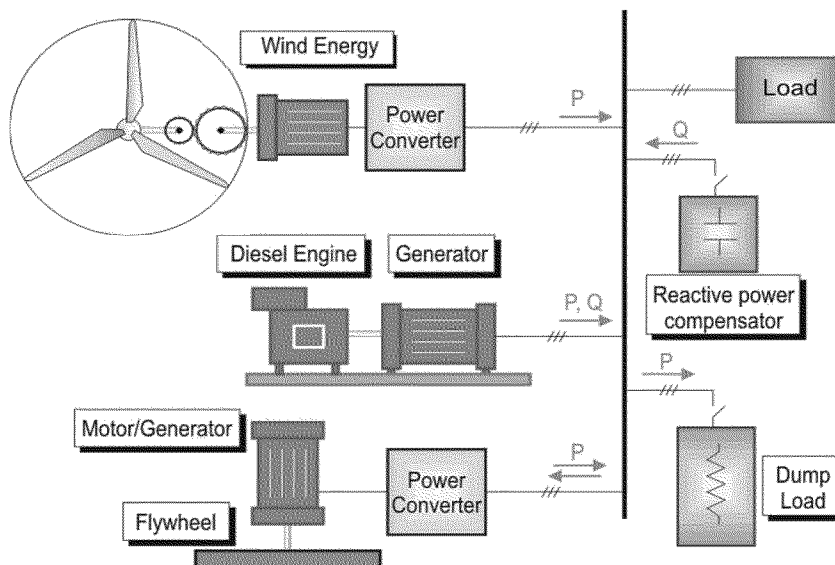 Wind Energy
Power
Converter
P
Load
Q
Diesel Engine
Generator
P, Q
Reactive power
compensator
P
Motor/Generator
Flywheel
Power
Converter
P
Dump
Load